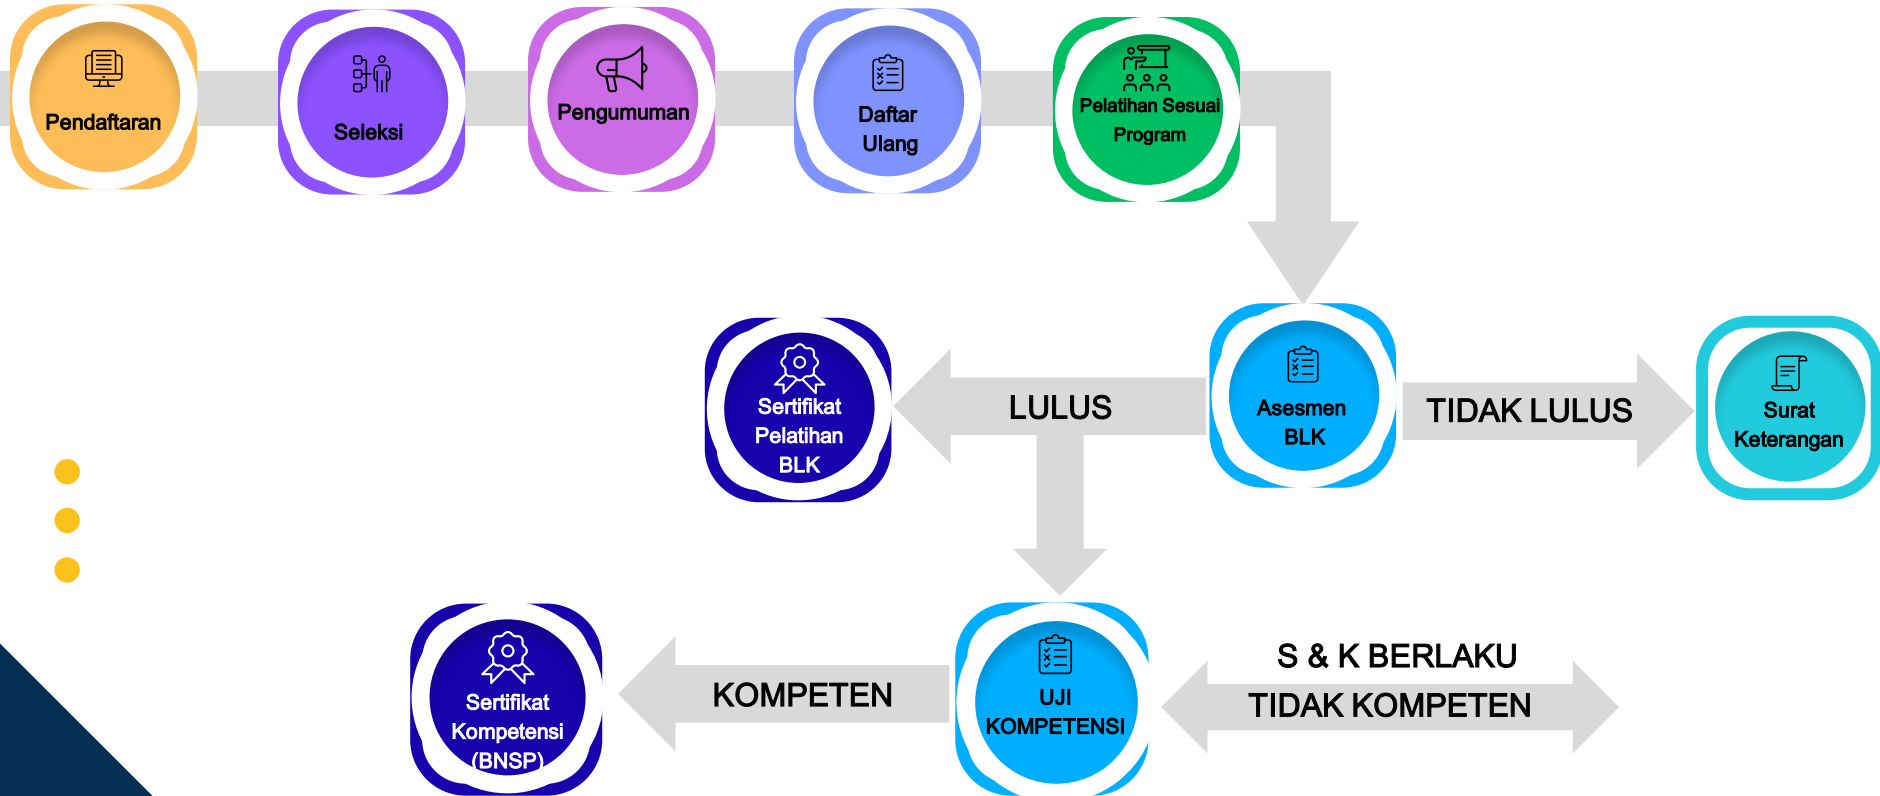 Pendaftaran
Seleksi
Pengumuman
Daftar
Ulang
Pelatihan Sesuai
Program
Sertifikat
Pelatihan
BLK
LULUS
Asesmen
BLK
TIDAK LULUS
Surat
Keterangan
Sertifikat
Kompetensi
(BNSP)
KOMPETEN
UJI
KOMPETENSI
S & K BERLAKU
TIDAK KOMPETEN